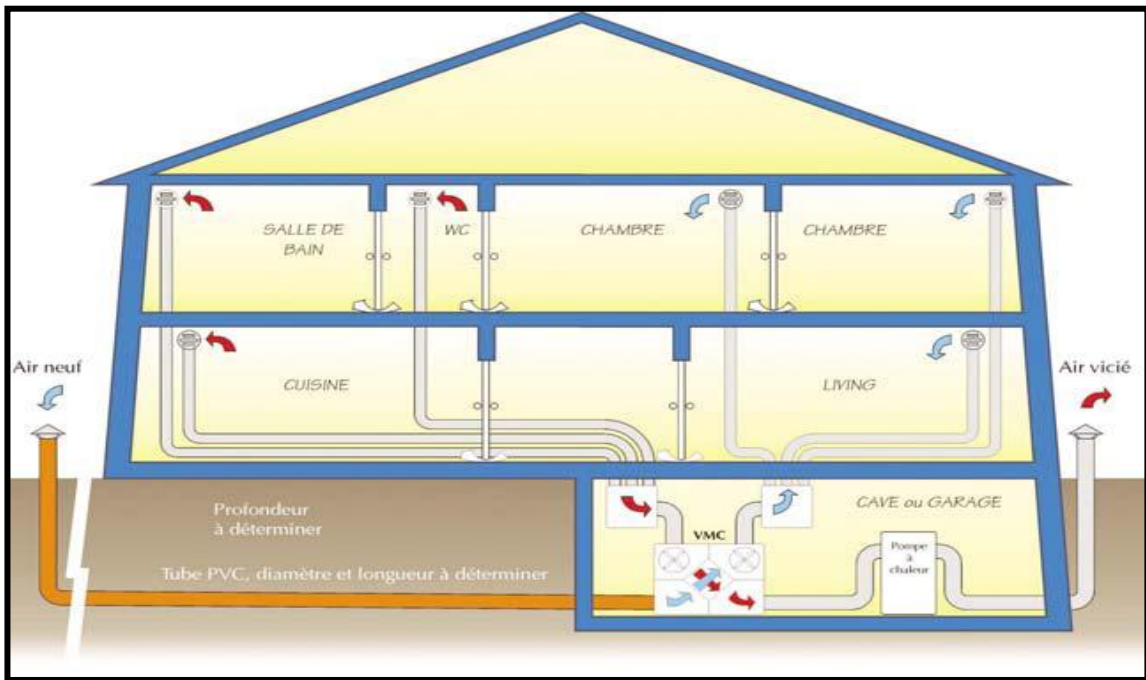 SALLE DE
BAIN
WC
CHAMBRE
CHAMBRE
Air neuf
CUISINE
LIVING
Air vicié
Profondeur
à déterminer
Tube PVC, diamètre et longueur à déterminer
CAVE ou GARAGE
VMC
Pompe
à
chaleur